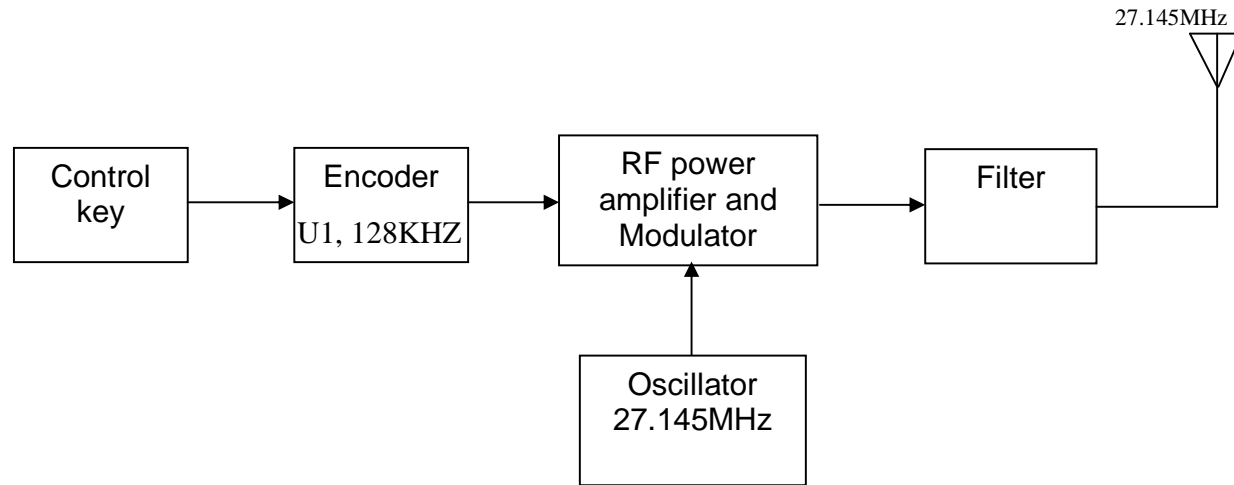 27.145MHz
Control
key
Encoder
U1, 128KHZ
RF power
amplifier and
Modulator
Filter
Oscillator
27.145MHz